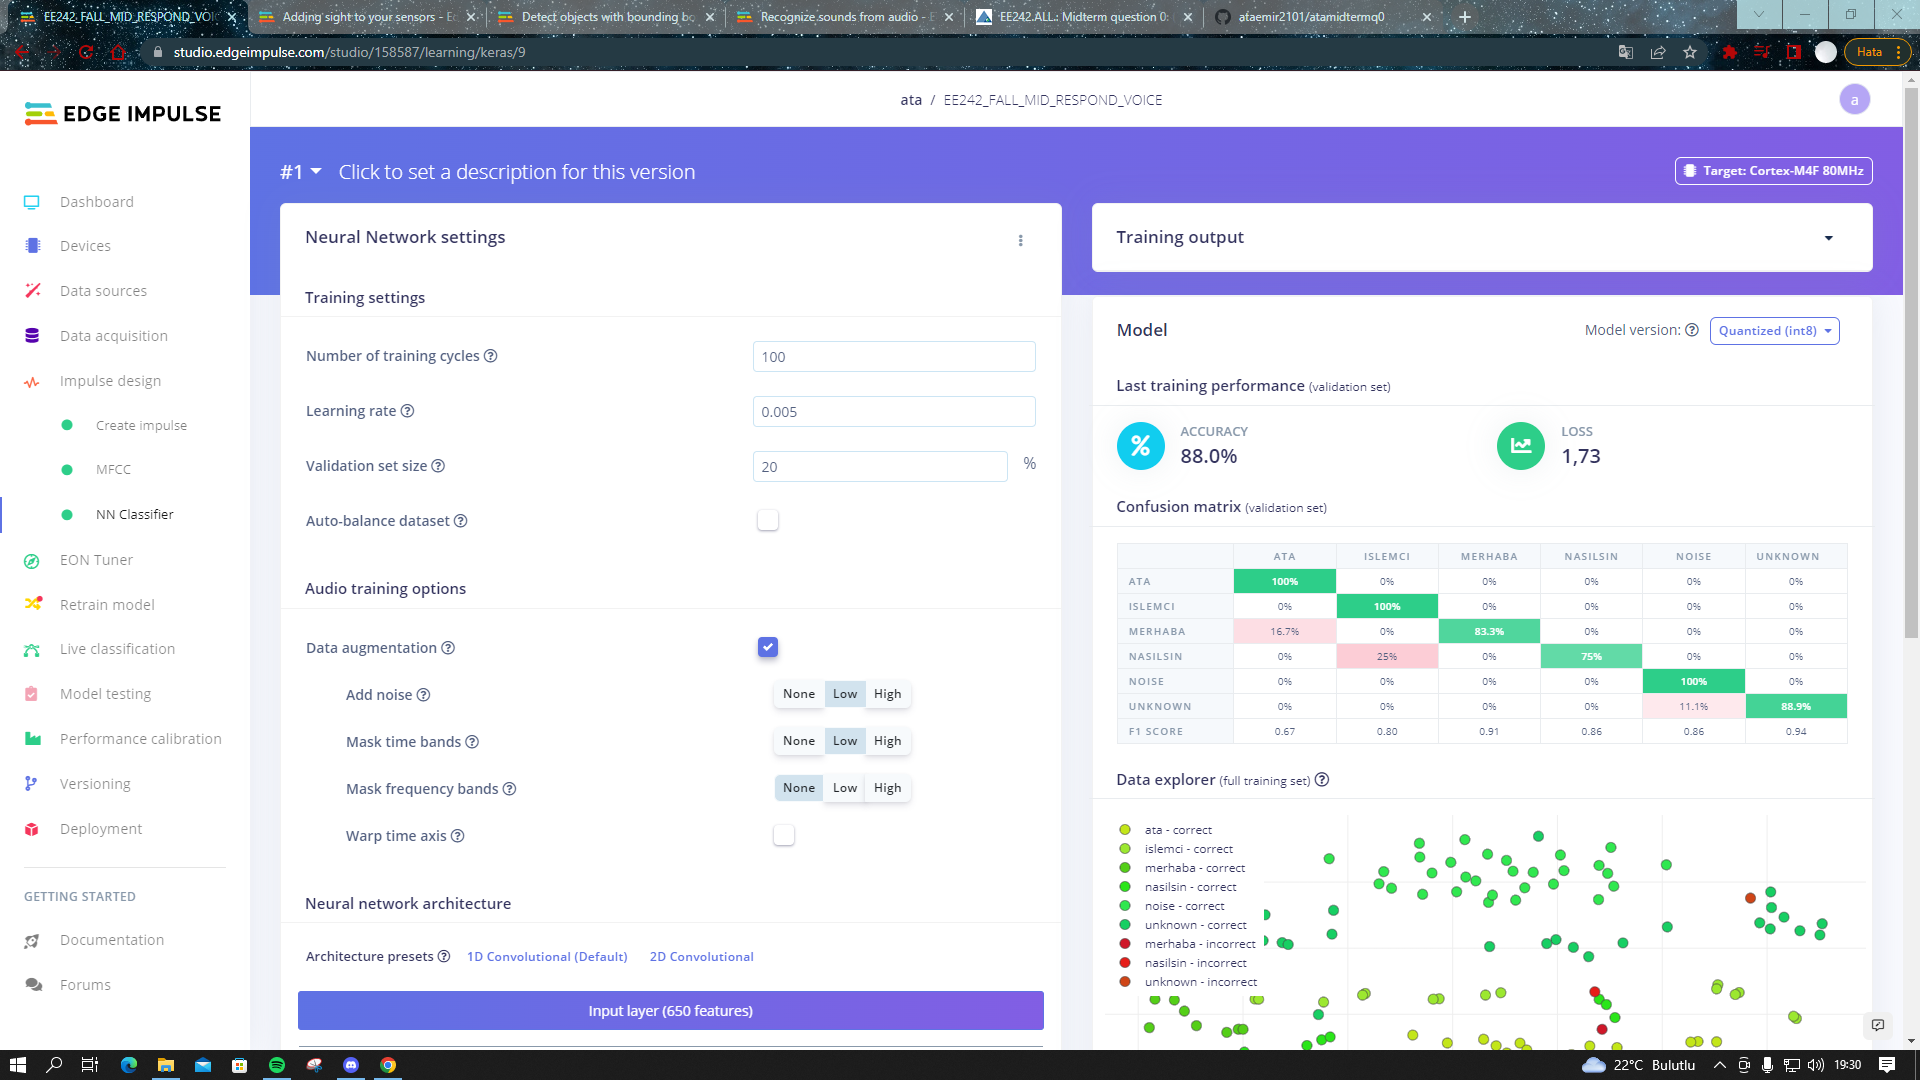 EE242_FALL_MID_RESPOND_VOIC
Adding sight to your sensors - Ec
Detect objects with bounding bo
Recognize sounds from audio - E
EE242.ALL.: Midterm question 0:
ataemir2101/atamidtermq0
studio.edgeimpulse.com/studio/158587/learning/keras/9
Hata
EDGE IMPULSE
ata / EE242_FALL_MID_RESPOND_VOICE
a
#1 Click to set a description for this version
Target: Cortex-M4F 80MHz
Dashboard
Devices
Data sources
Data acquisition
Impulse design
Create impulse
MFCC
NN Classifier
EON Tuner
Retrain model
Live classification
Model testing
Performance calibration
Versioning
Deployment
GETTING STARTED
Documentation
Forums
Neural Network settings
Training settings
Number of training cycles 100
Learning rate 0.005
Validation set size 20 %
Auto-balance dataset
Audio training options
Data augmentation
Add noise None Low High
Mask time bands None Low High
Mask frequency bands None Low High
Warp time axis
Neural network architecture
Architecture presets 1D Convolutional (Default) 2D Convolutional
Input layer (650 features)
Training output
Model
Model version: Quantized (int8)
Last training performance (validation set)
% ACCURACY
88.0%
LOSS
1,73
Confusion matrix (validation set)
ATA ISLEMCI MERHABA NASILSIN NOISE UNKNOWN
ATA 100% 0% 0% 0% 0% 0%
ISLEMCI 0% 100% 0% 0% 0% 0%
MERHABA 16.7% 0% 83.3% 0% 0% 0%
NASILSIN 0% 25% 0% 75% 0% 0%
NOISE 0% 0% 0% 0% 100% 0%
UNKNOWN 0% 0% 0% 0% 11.1% 88.9%
F1 SCORE 0.67 0.80 0.91 0.86 0.86 0.94
Data explorer (full training set)
ata - correct
islemci - correct
merhaba - correct
nasilsin - correct
noise - correct
unknown - correct
merhaba - incorrect
nasilsin - incorrect
unknown - incorrect
22°C Bulutlu
19:30